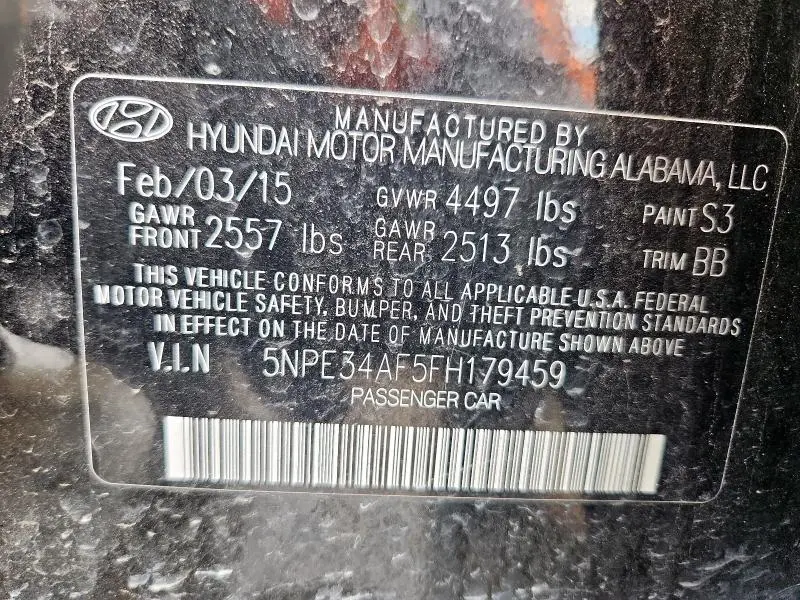 MANUFACTURED BY
HYUNDAI MOTOR MANUFACTURING ALABAMA, LLC
Feb/03/15 GVWR 4497 lbs PAINT S3
GAWR FRONT 2557 lbs GAWR REAR 2513 lbs TRIM BB
THIS VEHICLE CONFORMS TO ALL APPLICABLE U.S.A. FEDERAL
MOTOR VEHICLE SAFETY, BUMPER, AND THEFT PREVENTION STANDARDS
IN EFFECT ON THE DATE OF MANUFACTURE SHOWN ABOVE
V.I.N 5NPE34AF5FH179459
PASSENGER CAR